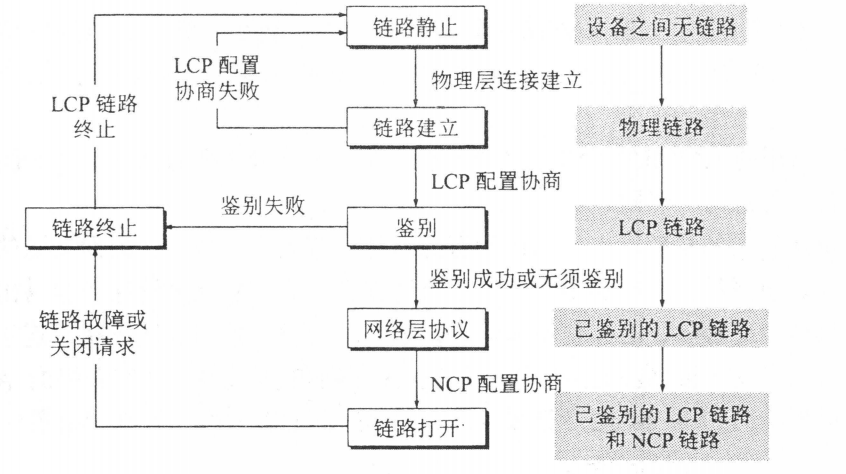 链路静止
设备之间无链路
LCP 配置
协商失败
物理层连接建立
LCP 链路
终止
链路建立
物理链路
LCP 配置协商
鉴别失败
链路终止
鉴别
LCP 链路
鉴别成功或无须鉴别
链路故障或
关闭请求
网络层协议
已鉴别的 LCP 链路
NCP 配置协商
链路打开
已鉴别的 LCP 链路
和 NCP 链路